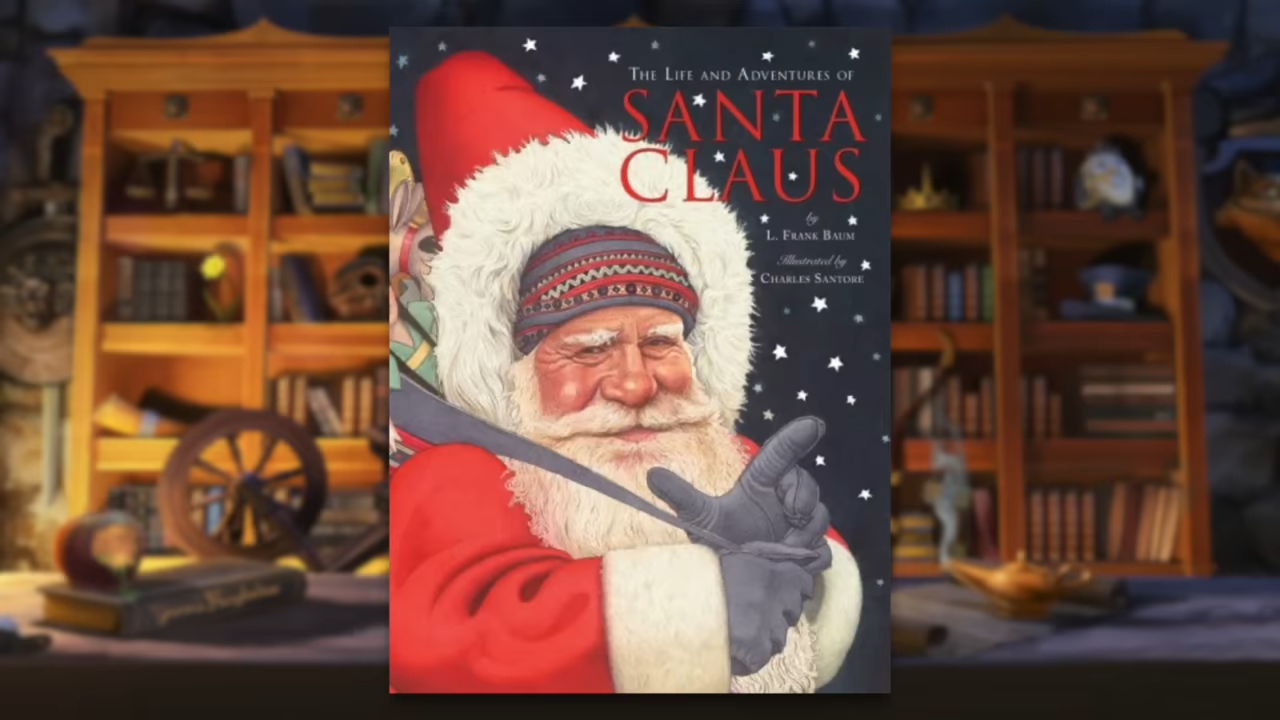 The Life and Adventures of
SANTA
CLAUS
by
L. Frank Baum
Illustrated by
Charles Santore